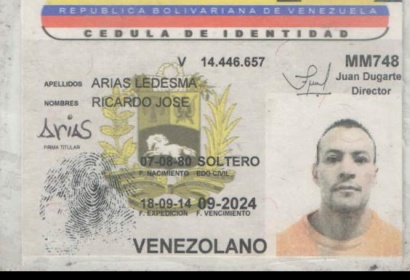 REPUBLICA BOLIVARIANA DE VENEZUELA
CEDULA DE IDENTIDAD
V 14.446.657
MM748
Juan Dugarte
Director
APELLIDOS ARIAS LEDESMA
NOMBRES RICARDO JOSE
Arias
FIRMA TITULAR
07-08-80 SOLTERO
F. NACIMIENTO EDO CIVIL
18-09-14 09-2024
F. EXPEDICION F. VENCIMIENTO
VENEZOLANO